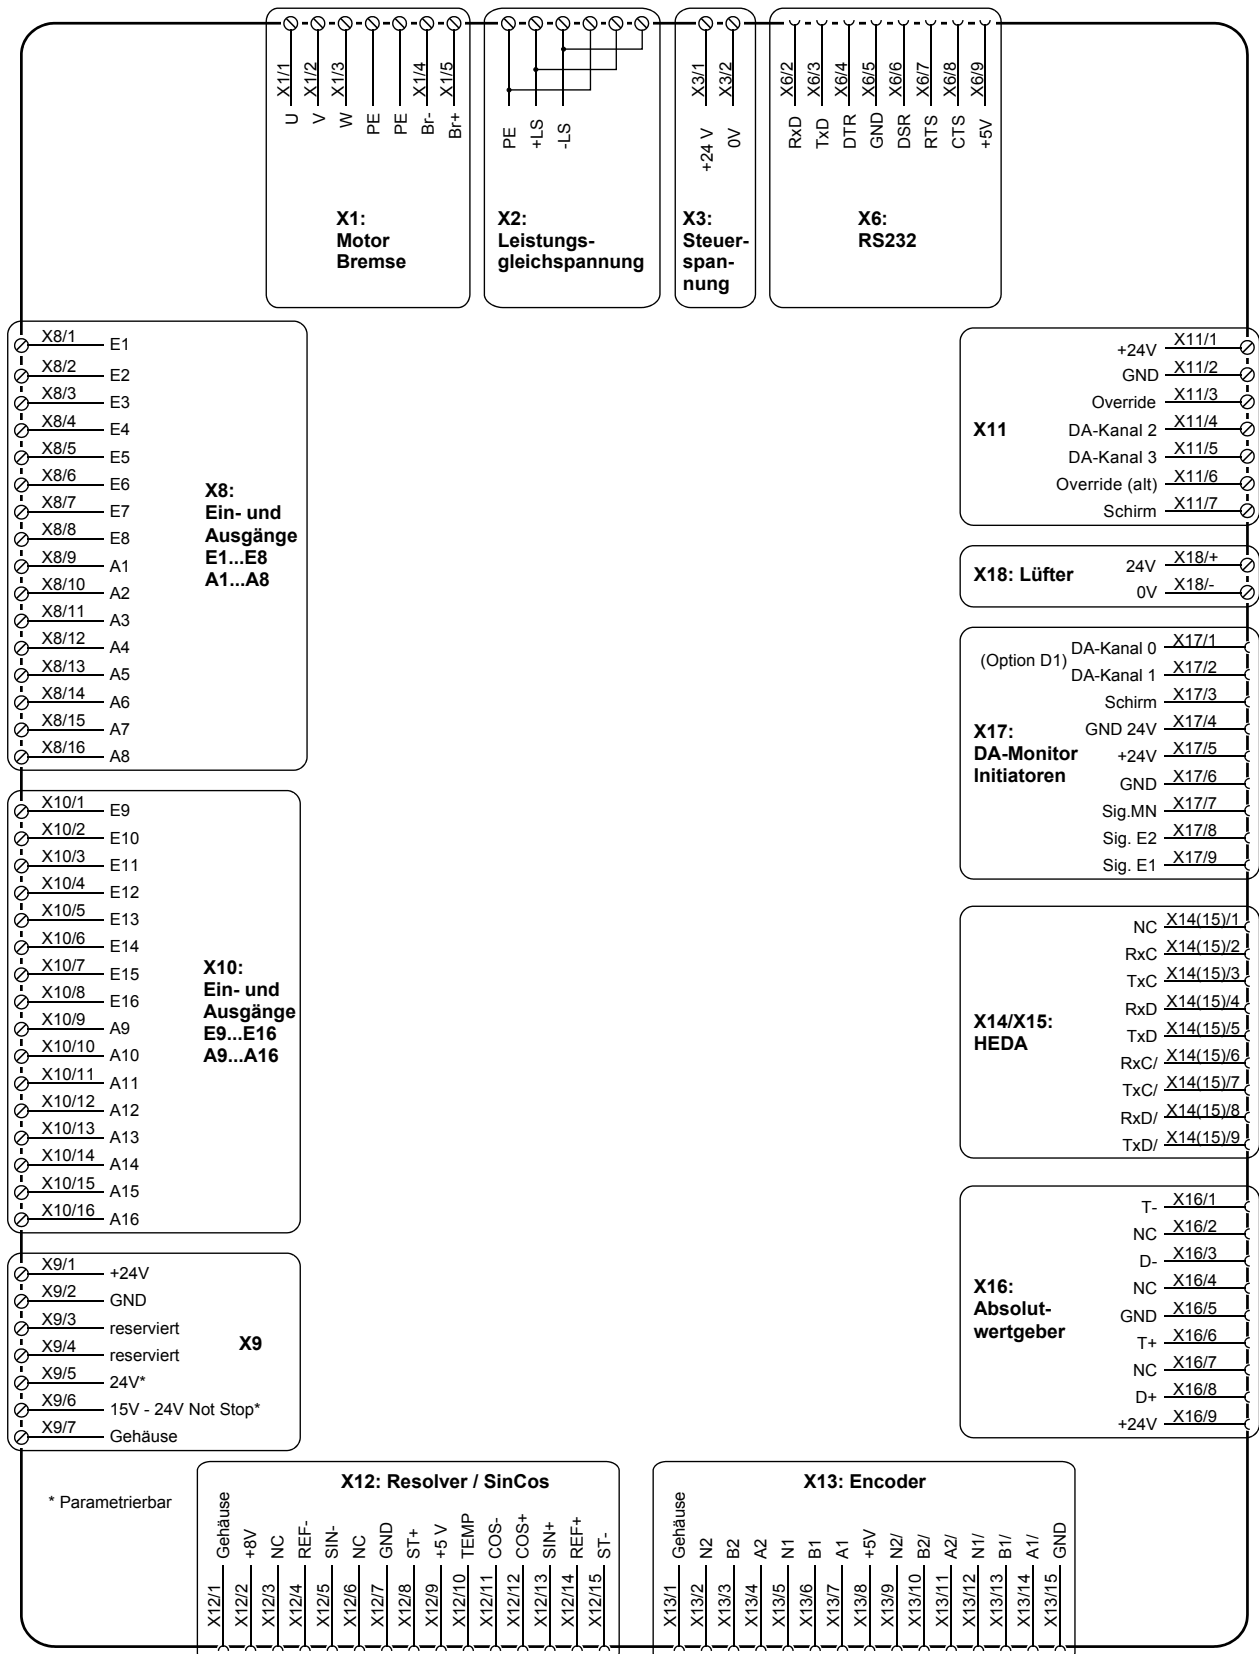 X1/1 U
X1/2 V
X1/3 W
PE
PE
X1/4 Br-
X1/5 Br+
X1:
Motor
Bremse
PE
+LS
-LS
X2:
Leistungs-
gleichspannung
X3/1 +24 V
X3/2 0V
X3:
Steuer-
span-
nung
X6/2 RxD
X6/3 TxD
X6/4 DTR
X6/5 GND
X6/6 DSR
X6/7 RTS
X6/8 CTS
X6/9 +5V
X6:
RS232
X8/1 E1
X8/2 E2
X8/3 E3
X8/4 E4
X8/5 E5
X8/6 E6
X8/7 E7
X8/8 E8
X8/9 A1
X8/10 A2
X8/11 A3
X8/12 A4
X8/13 A5
X8/14 A6
X8/15 A7
X8/16 A8
X8:
Ein- und
Ausgänge
E1...E8
A1...A8
X10/1 E9
X10/2 E10
X10/3 E11
X10/4 E12
X10/5 E13
X10/6 E14
X10/7 E15
X10/8 E16
X10/9 A9
X10/10 A10
X10/11 A11
X10/12 A12
X10/13 A13
X10/14 A14
X10/15 A15
X10/16 A16
X10:
Ein- und
Ausgänge
E9...E16
A9...A16
X9/1 +24V
X9/2 GND
X9/3 reserviert
X9/4 reserviert
X9/5 24V*
X9/6 15V - 24V Not Stop*
X9/7 Gehäuse
X9
* Parametrierbar
X11
+24V X11/1
GND X11/2
Override X11/3
DA-Kanal 2 X11/4
DA-Kanal 3 X11/5
Override (alt) X11/6
Schirm X11/7
X18: Lüfter
24V X18/+
0V X18/-
(Option D1)
DA-Kanal 0 X17/1
DA-Kanal 1 X17/2
Schirm X17/3
GND 24V X17/4
+24V X17/5
GND X17/6
Sig.MN X17/7
Sig. E2 X17/8
Sig. E1 X17/9
X17:
DA-Monitor
Initiatoren
NC X14(15)/1
RxC X14(15)/2
TxC X14(15)/3
RxD X14(15)/4
TxD X14(15)/5
RxC/ X14(15)/6
TxC/ X14(15)/7
RxD/ X14(15)/8
TxD/ X14(15)/9
X14/X15:
HEDA
T- X16/1
NC X16/2
D- X16/3
NC X16/4
GND X16/5
T+ X16/6
NC X16/7
D+ X16/8
+24V X16/9
X16:
Absolut-
wertgeber
X12: Resolver / SinCos
X12/1 Gehäuse
X12/2 +8V
X12/3 NC
X12/4 REF-
X12/5 SIN-
X12/6 NC
X12/7 GND
X12/8 ST+
X12/9 +5 V
X12/10 TEMP
X12/11 COS-
X12/12 COS+
X12/13 SIN+
X12/14 REF+
X12/15 ST-
X13: Encoder
X13/1 Gehäuse
X13/2 N2
X13/3 B2
X13/4 A2
X13/5 N1
X13/6 B1
X13/7 A1
X13/8 +5V
X13/9 N2/
X13/10 B2/
X13/11 A2/
X13/12 N1/
X13/13 B1/
X13/14 A1/
X13/15 GND